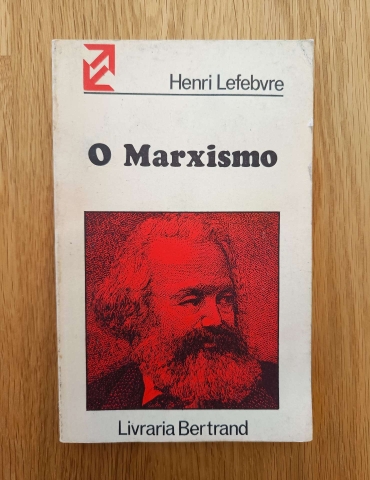 Henri Lefebvre
O Marxismo
Livraria Bertrand